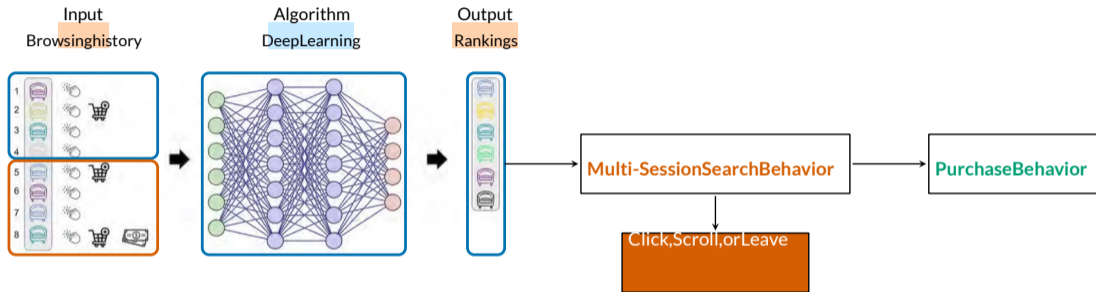 Input
Browsinghistory
Algorithm
DeepLearning
Output
Rankings
1
2
3
4
5
6
7
8
Multi-SessionSearchBehavior
PurchaseBehavior
Click,Scroll,orLeave